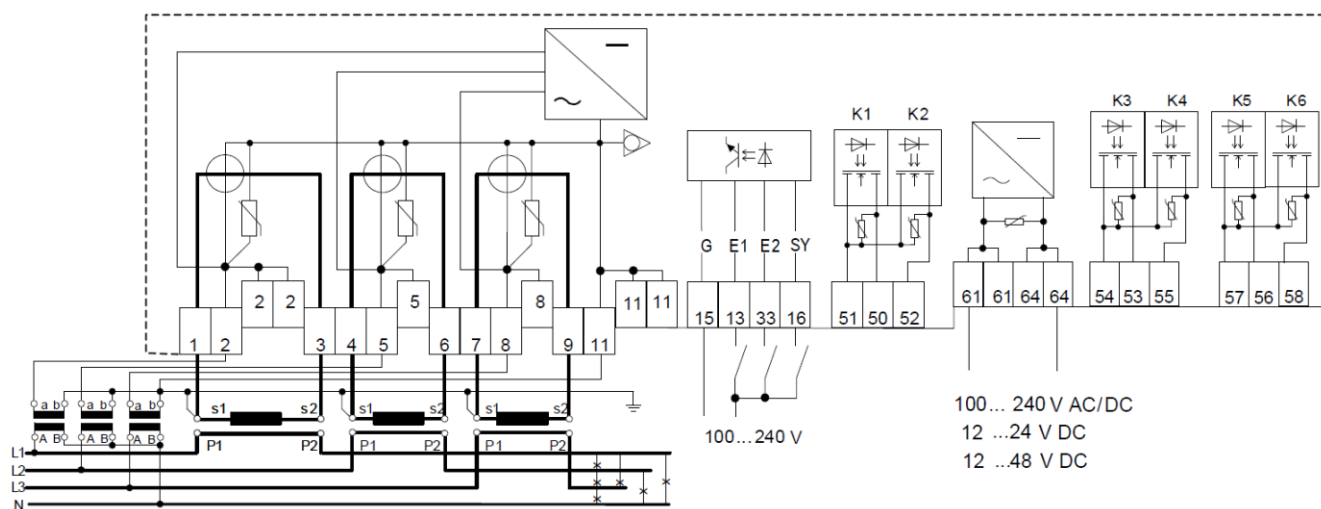 K1 K2
K3 K4
K5 K6
G E1 E2 SY
2 2 5 8 11 11
61 61 64 64
54 53 55
57 56 58
1 2 3 4 5 6 7 8 9 11
15 13 33 16
51 50 52
100... 240 V AC/DC
12 ...24 V DC
12 ...48 V DC
100...240 V
a b a b a b
s1 s2 s1 s2 s1 s2
A B A B A B
P1 P2 P1 P2 P1 P2
L1
L2
L3
N